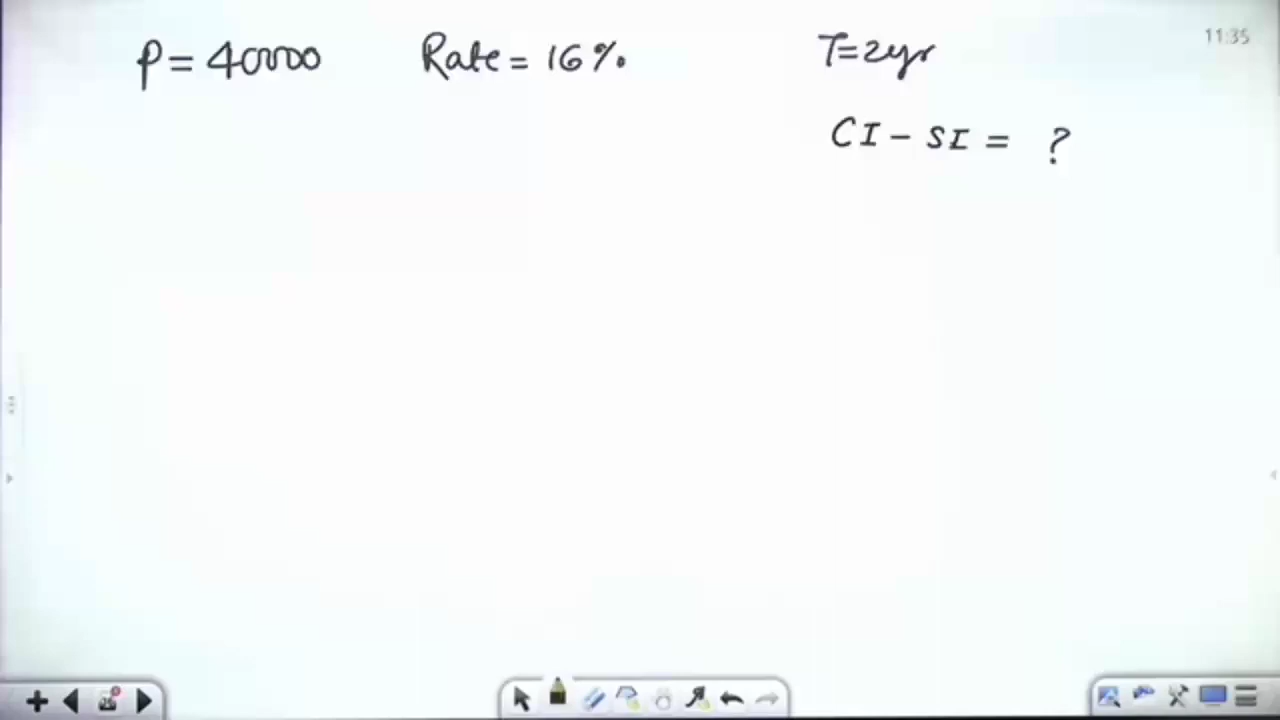 P = 40000 Rate = 16%. T=2yr 11:35
CI - SI = ?